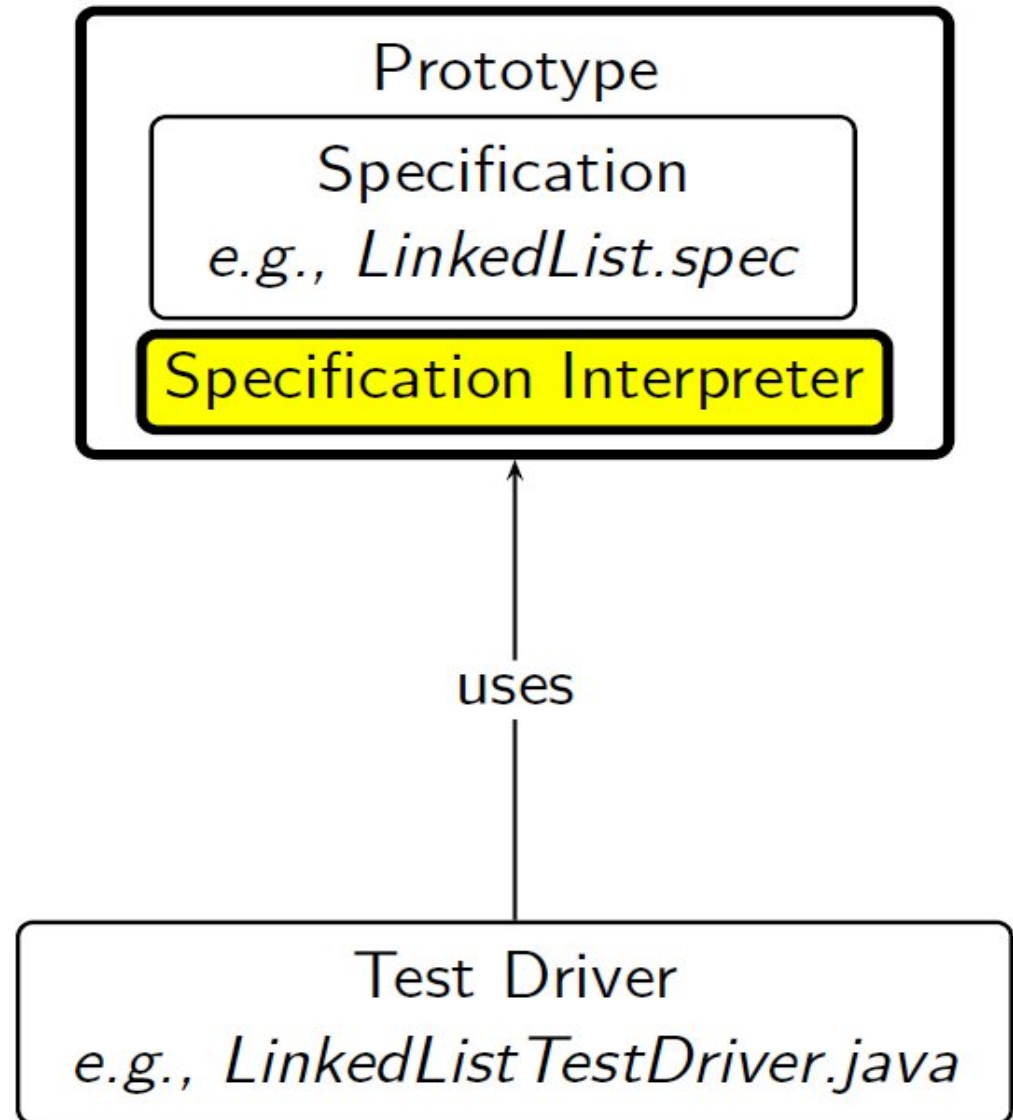 Prototype
Specification
e.g., LinkedList.spec
Specification Interpreter
uses
Test Driver
e.g., LinkedListTestDriver.java